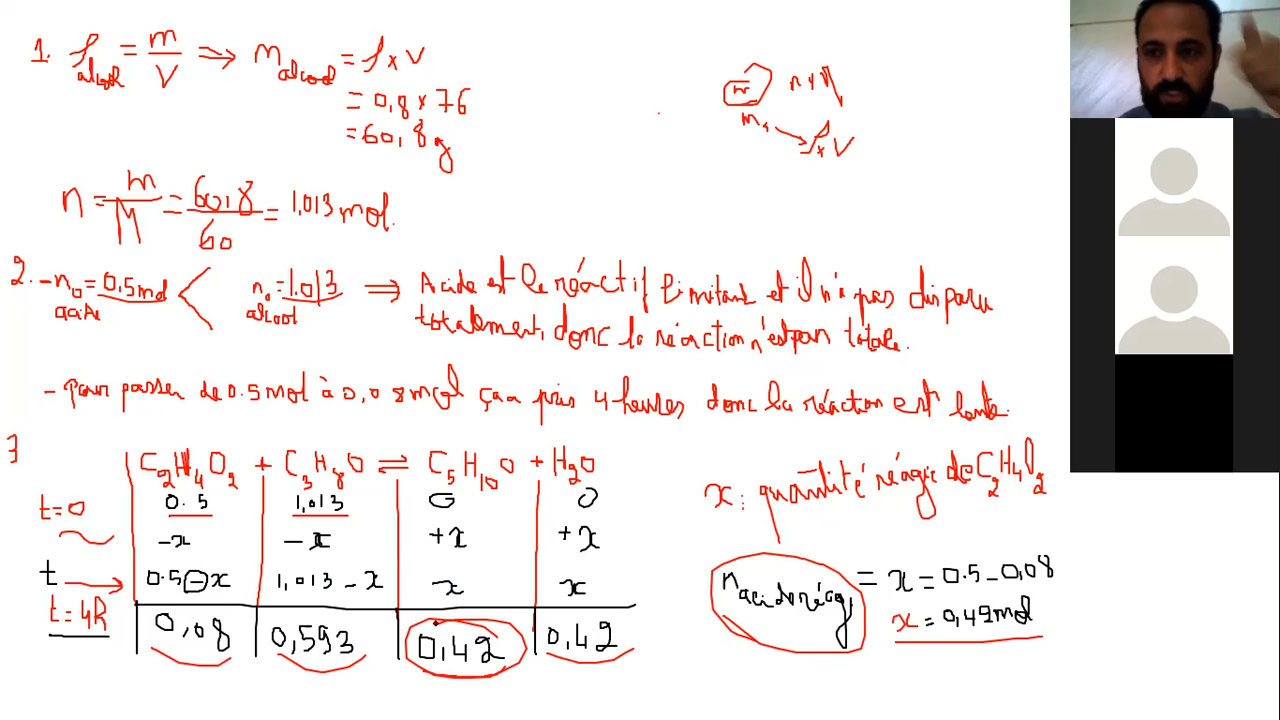 1. ρ alcool = m/V ⇒ m alcool = ρ x V
= 0,8 x 76
= 60,8 g
m n x M
m, → ρ x V
n = m/M = 60,8/60 = 1,013 mol.
2. - n₀ acide = 0,5 mol < n₀ alcool = 1.013 ⇒ Acide est le réactif limitant et il n'a pas disparu
totalement, donc la réaction n'est pas totale.
- Pour passer de 0.5 mol à 0,08 mol ça a pris 4 heures donc la réaction est lente.
3
C₂H₄O₂ + C₃H₈O ⇌ C₅H₁₀O + H₂O
t=0 0.5 1,013 0 0
-x -x +x +x
t 0.5-x 1,013-x x x
t=4h 0,08 0,593 0,42 0,42
x: quantité réagie de C₂H₄O₂
n acide réag = x = 0.5-0,08
x = 0,42 mol